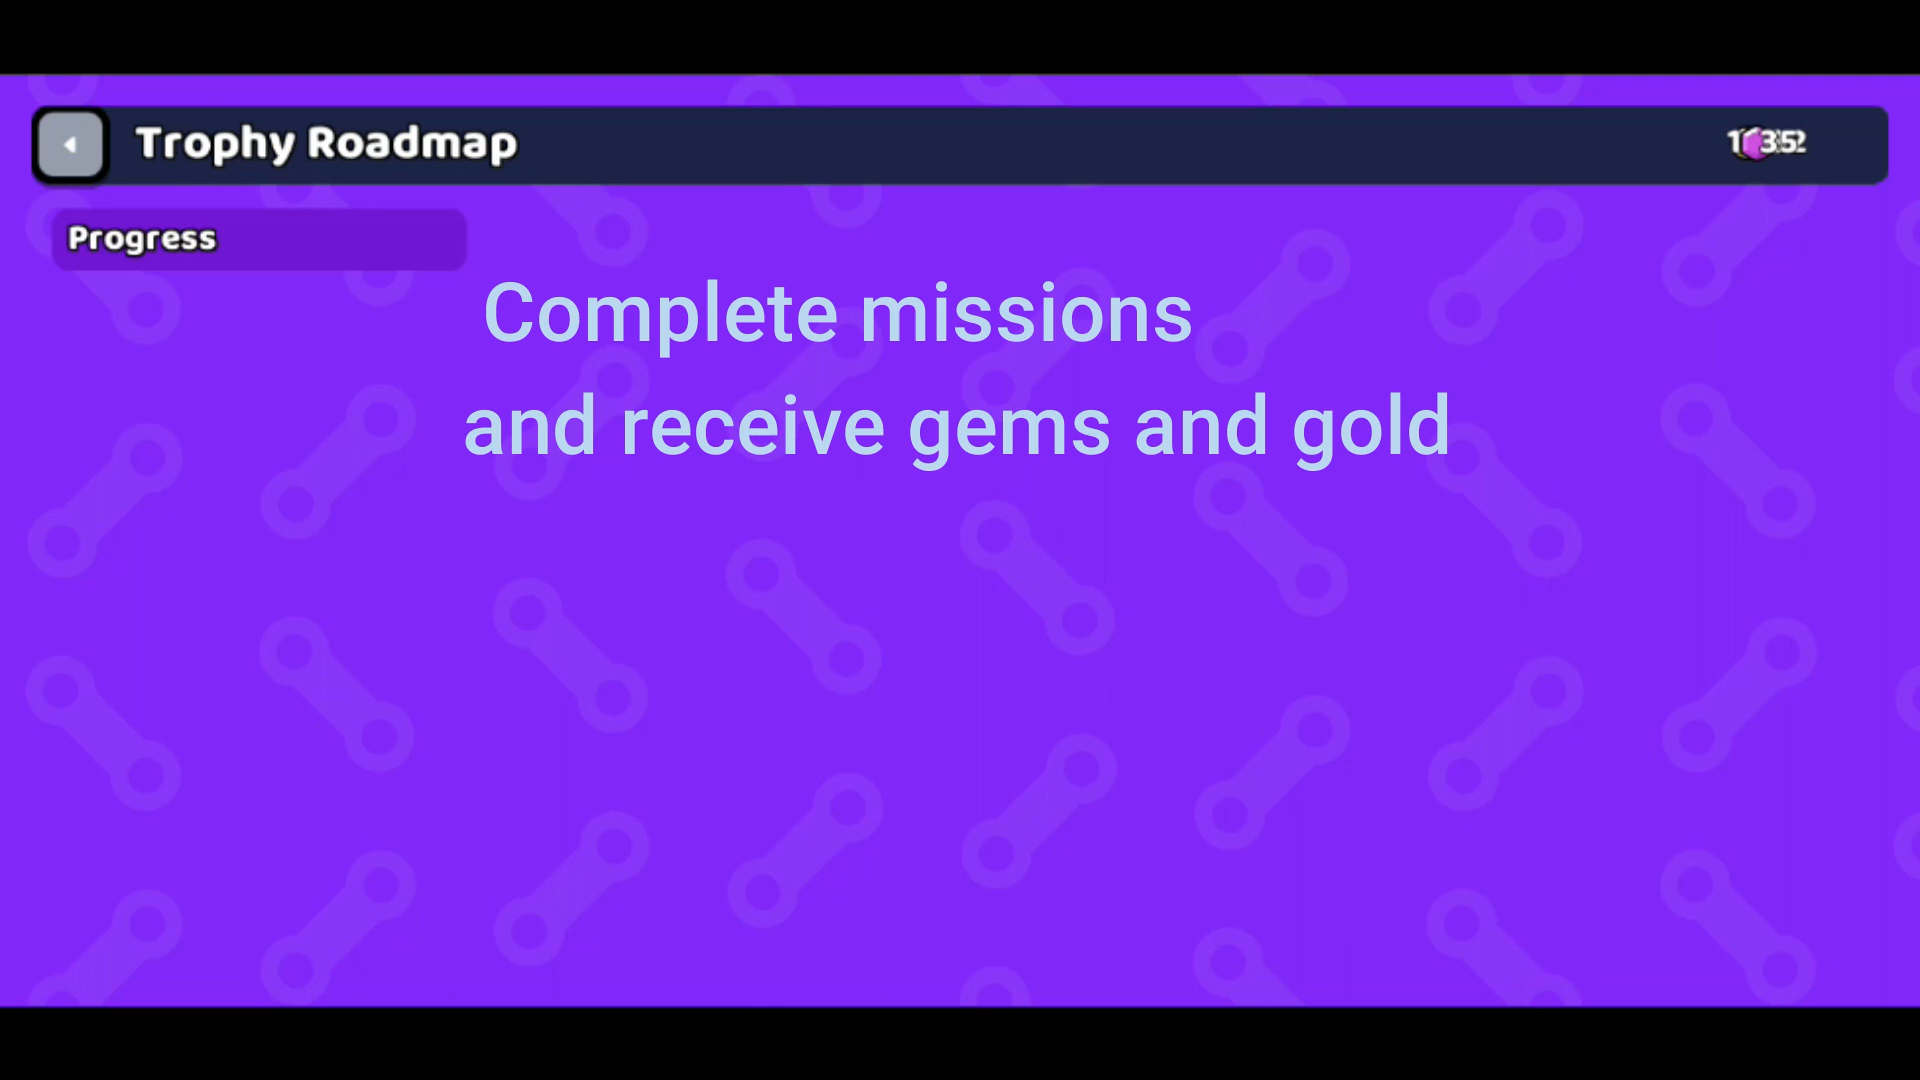 Trophy Roadmap
Progress
Complete missions
and receive gems and gold